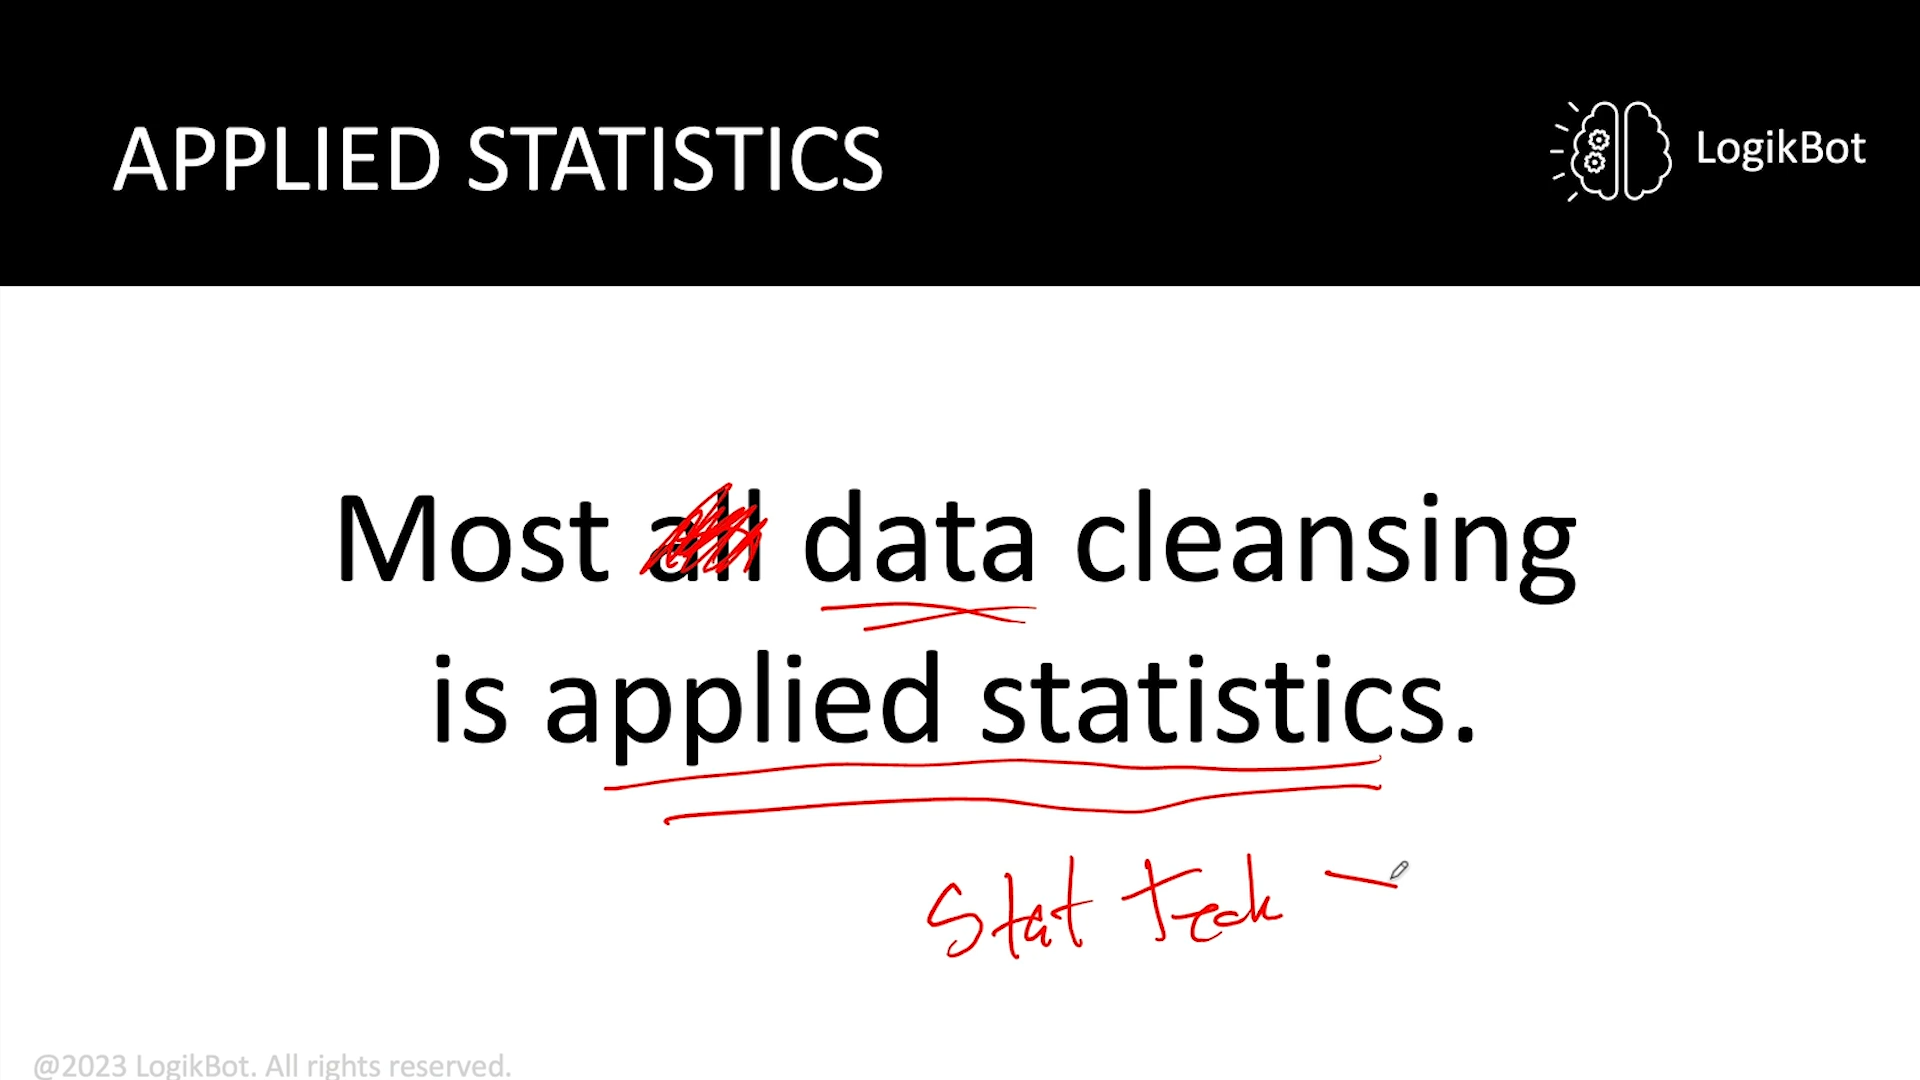 APPLIED STATISTICS
LogikBot
Most all data cleansing
is applied statistics.
Stat Tech
@2023 LogikBot. All rights reserved.